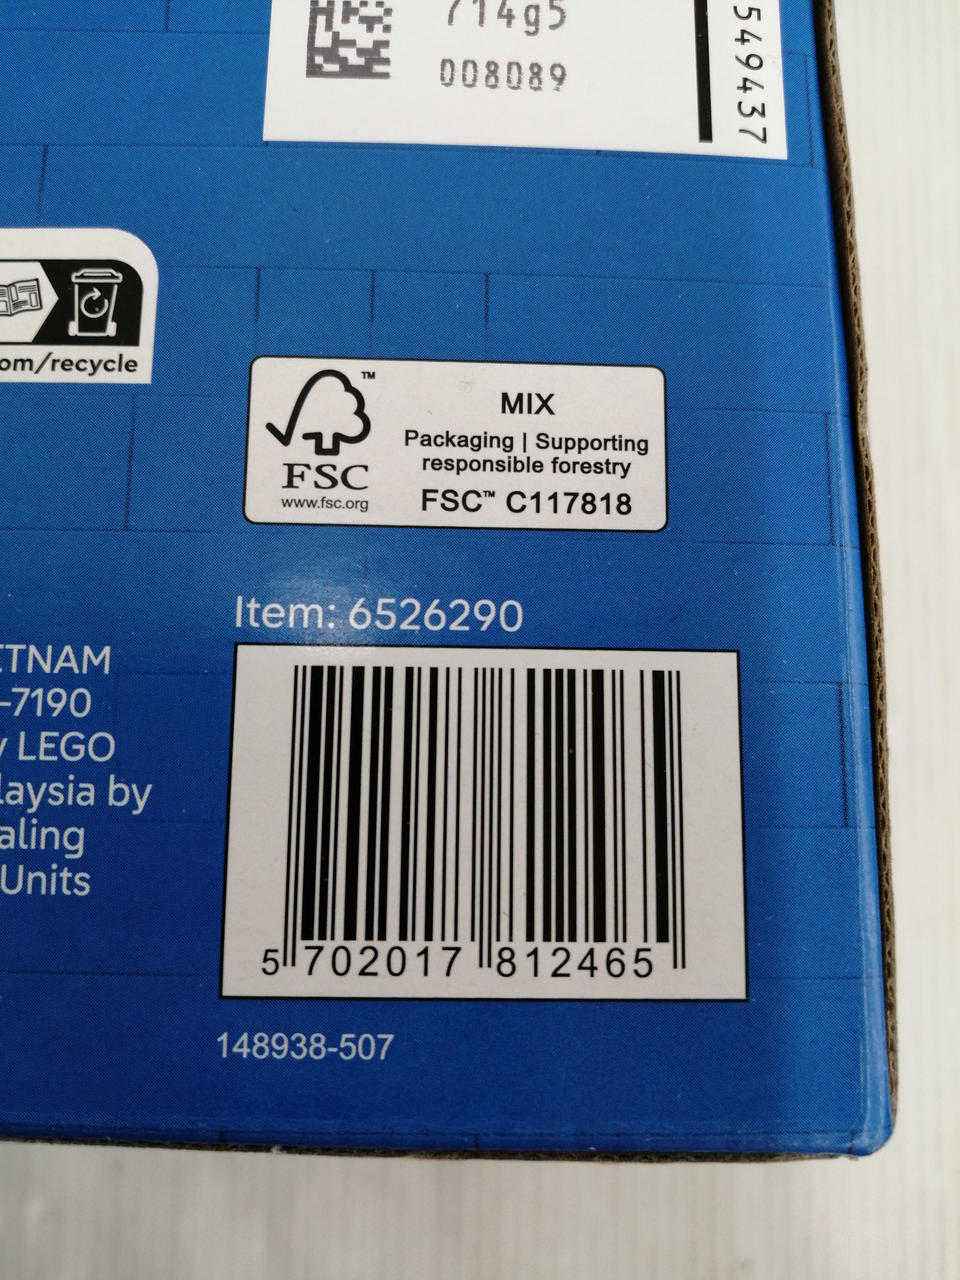 714g5
008089
549437
om/recycle
TM
FSC
www.fsc.org
MIX
Packaging | Supporting
responsible forestry
FSC™ C117818
Item: 6526290
ETNAM
-7190
y LEGO
laysia by
aling
Units
5 702017 812465
148938-507